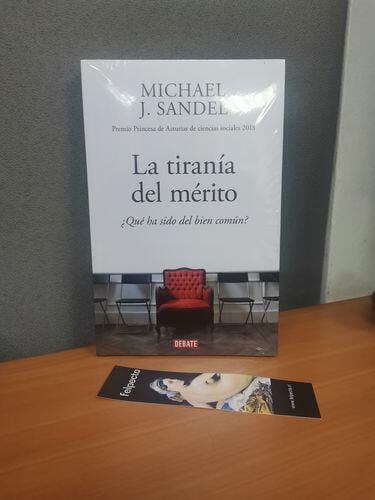 MICHAEL
J. SANDEL
Premio Princesa de Asturias de ciencias sociales 2018
La tiranía
del mérito
¿Qué ha sido del bien común?
DEBATE
felpecto